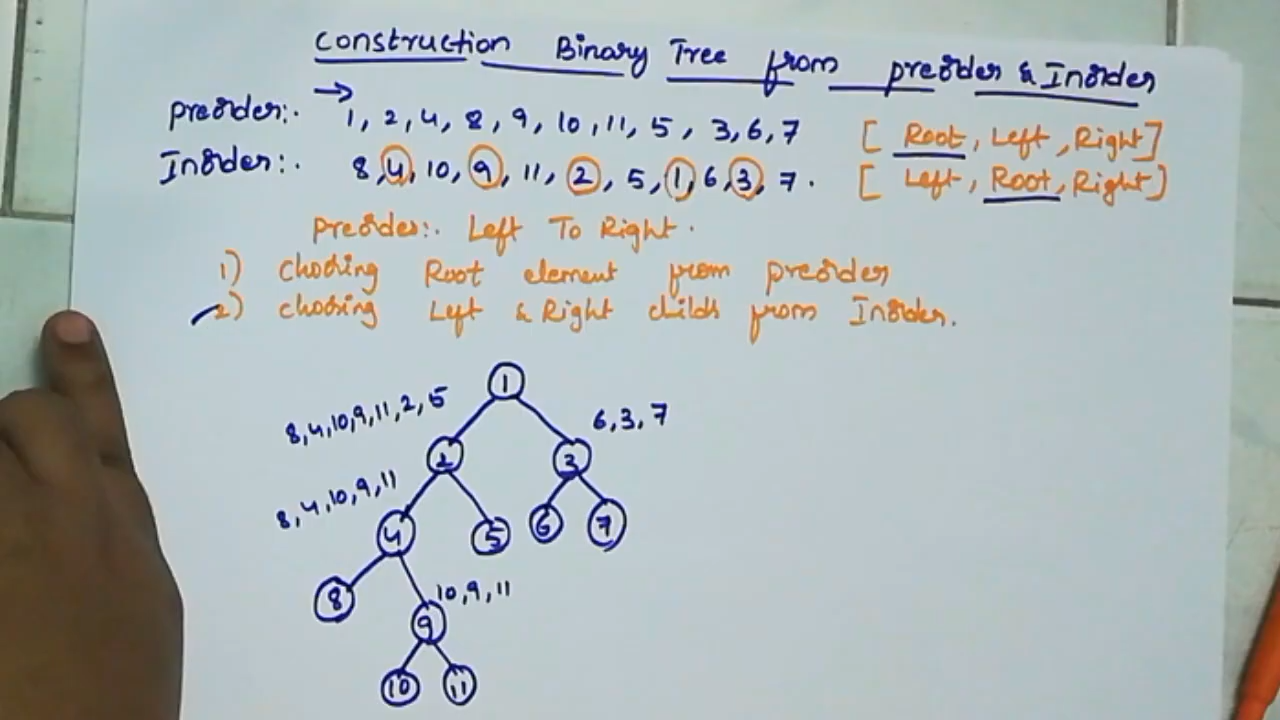 Construction Binary Tree from preorder & Inorder
preorder:. 1, 2, 4, 8, 9, 10, 11, 5, 3, 6, 7 [Root, Left, Right]
Inorder:. 8, 4, 10, 9, 11, 2, 5, 1, 6, 3, 7. [Left, Root, Right]
preorder:. Left To Right.
1) choosing Root element from preorder
2) choosing Left & Right childs from Inorder.
1
8, 4, 10, 9, 11, 2, 5
6, 3, 7
2 3
8, 4, 10, 9, 11
4 5 6 7
8 9 10, 9, 11
10 11